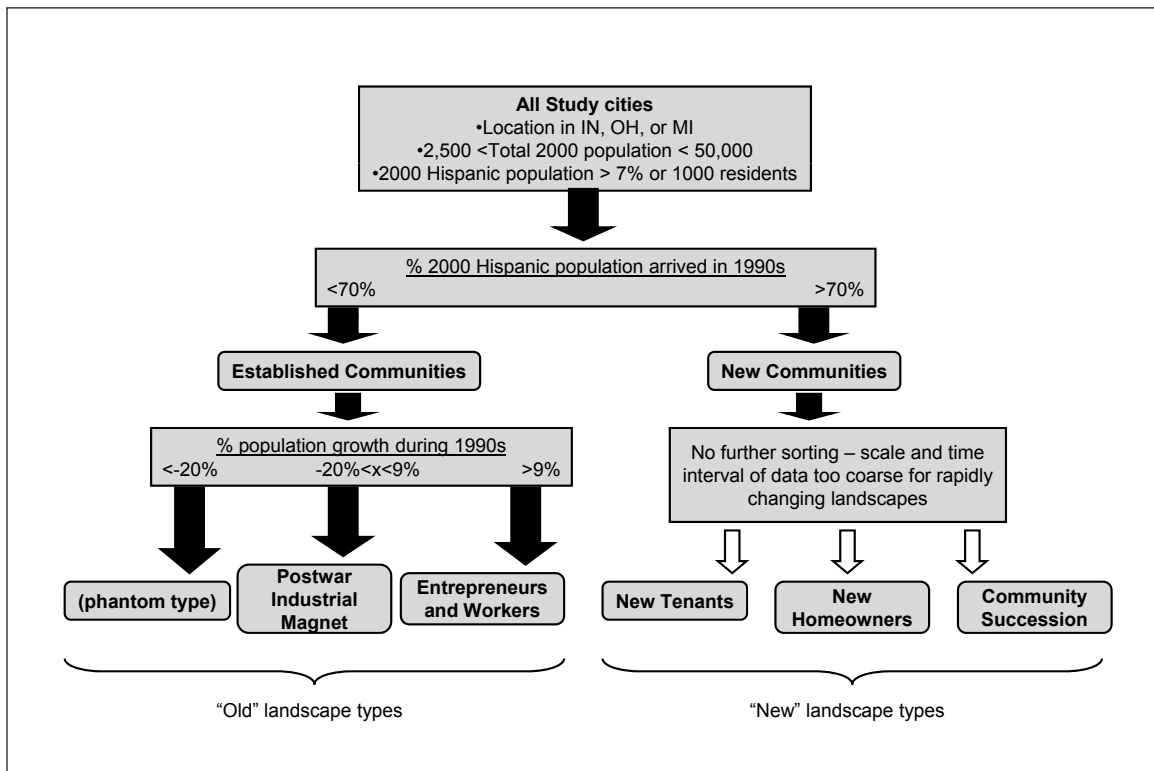 All Study cities
•Location in IN, OH, or MI
•2,500 <Total 2000 population < 50,000
•2000 Hispanic population > 7% or 1000 residents
% 2000 Hispanic population arrived in 1990s
<70% >70%
Established Communities
New Communities
% population growth during 1990s
<-20% -20%<x<9% >9%
No further sorting – scale and time
interval of data too coarse for rapidly
changing landscapes
(phantom type)
Postwar
Industrial
Magnet
Entrepreneurs
and Workers
New Tenants
New
Homeowners
Community
Succession
“Old” landscape types
“New” landscape types